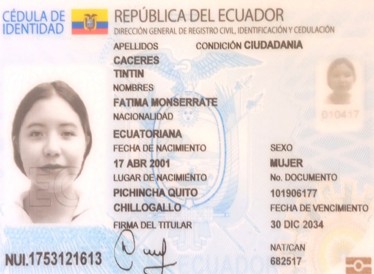 CÉDULA DE IDENTIDAD
REPÚBLICA DEL ECUADOR
DIRECCIÓN GENERAL DE REGISTRO CIVIL, IDENTIFICACIÓN Y CEDULACIÓN
APELLIDOS CONDICIÓN CIUDADANIA
CACERES
TINTIN
NOMBRES
FATIMA MONSERRATE
NACIONALIDAD
ECUATORIANA
FECHA DE NACIMIENTO SEXO
17 ABR 2001 MUJER
LUGAR DE NACIMIENTO No. DOCUMENTO
PICHINCHA QUITO 101906177
CHILLOGALLO FECHA DE VENCIMIENTO
FIRMA DEL TITULAR 30 DIC 2034
NAT/CAN
NUI.1753121613 682517
010417